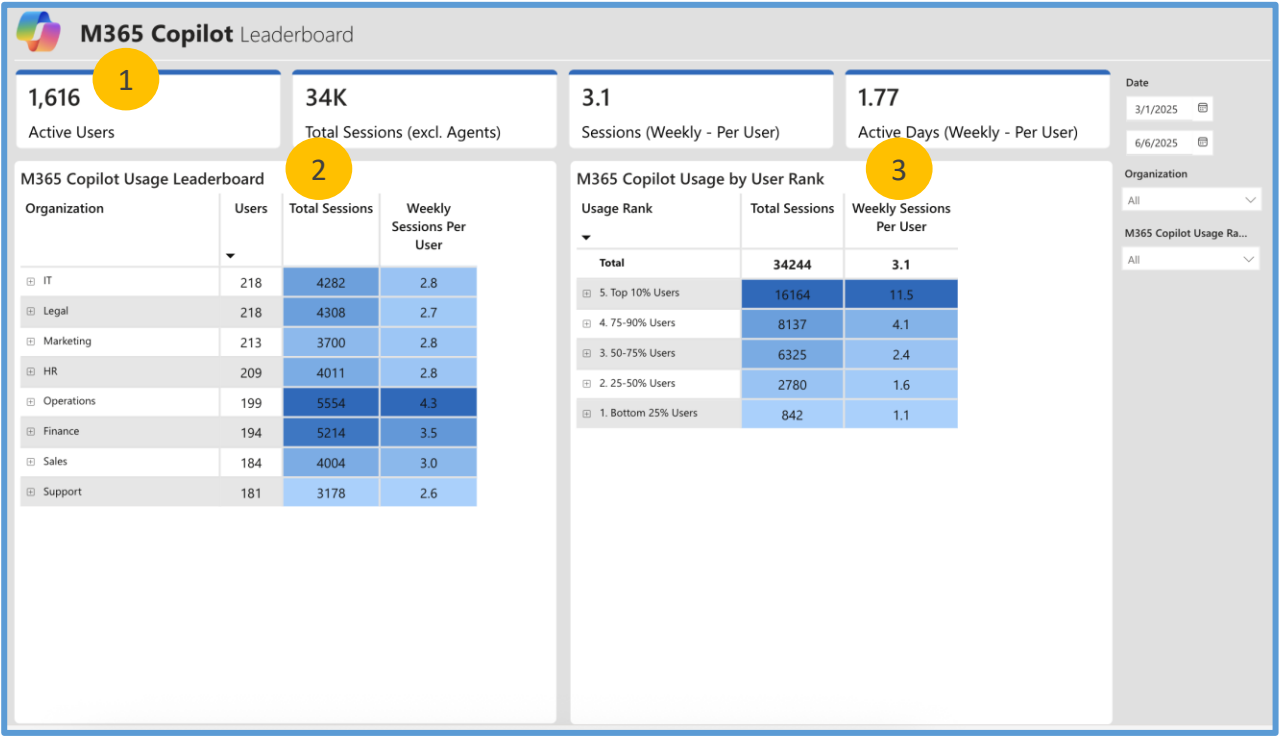 M365 Copilot Leaderboard
1
1,616
Active Users
34K
Total Sessions (excl. Agents)
3.1
Sessions (Weekly - Per User)
1.77
Active Days (Weekly - Per User)
Date
3/1/2025
6/6/2025
Organization
All
M365 Copilot Usage Ra...
All
2
M365 Copilot Usage Leaderboard
Organization Users Total Sessions Weekly
Sessions Per
User
IT 218 4282 2.8
Legal 218 4308 2.7
Marketing 213 3700 2.8
HR 209 4011 2.8
Operations 199 5554 4.3
Finance 194 5214 3.5
Sales 184 4004 3.0
Support 181 3178 2.6
3
M365 Copilot Usage by User Rank
Usage Rank Total Sessions Weekly Sessions
Per User
Total 34244 3.1
5. Top 10% Users 16164 11.5
4. 75-90% Users 8137 4.1
3. 50-75% Users 6325 2.4
2. 25-50% Users 2780 1.6
1. Bottom 25% Users 842 1.1